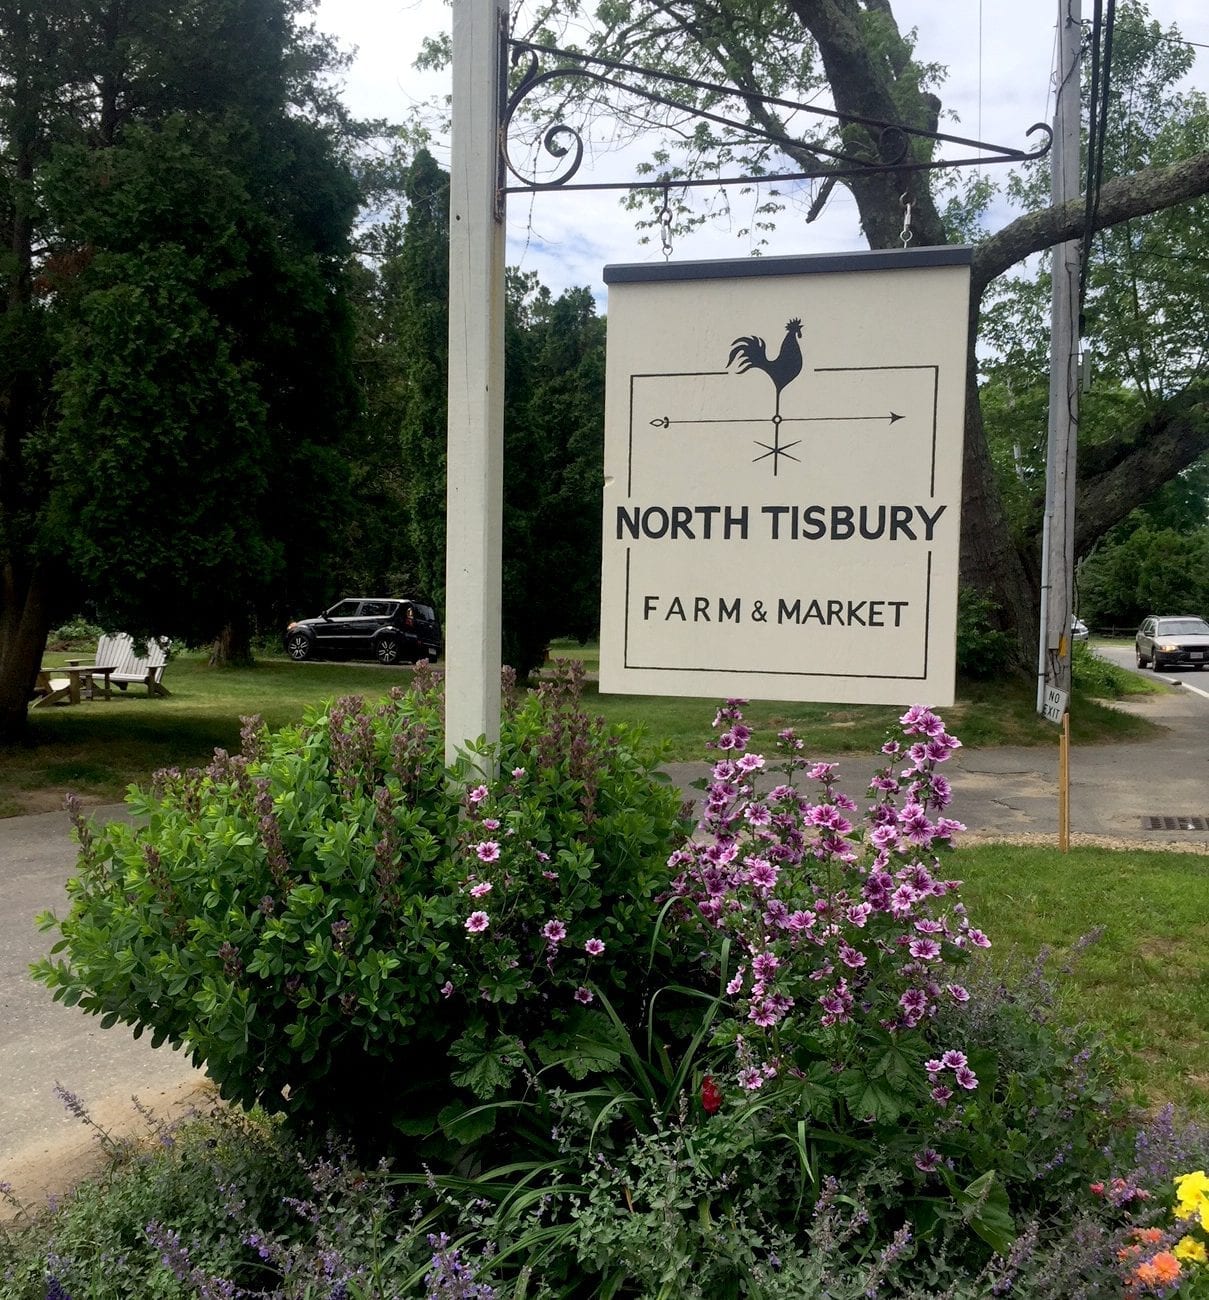 NORTH TISBURY
FARM & MARKET
NO
EXIT